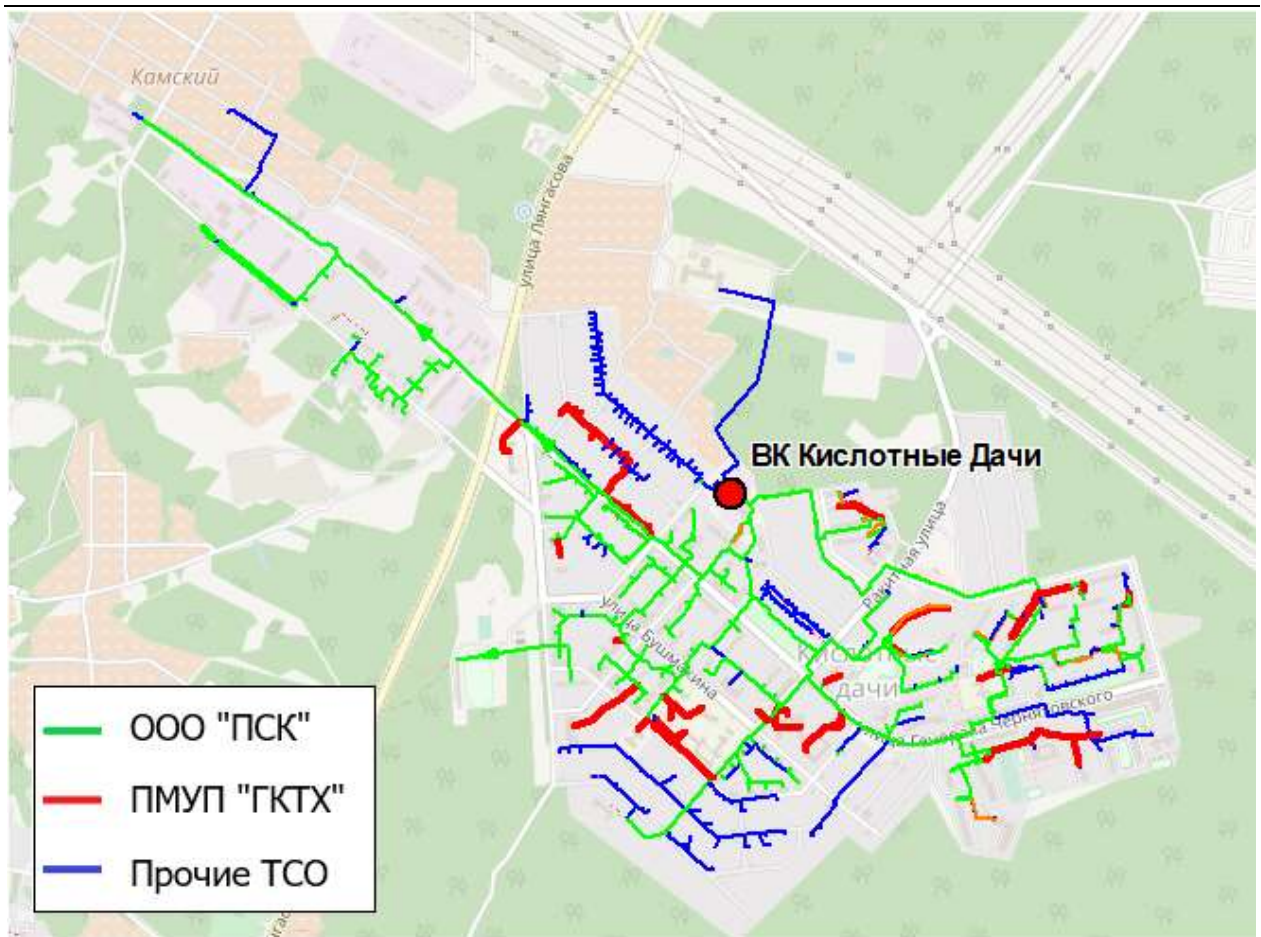 Камский
улица Лянгасова
ВК Кислотные Дачи
Ракитная улица
улица Бушмакина
Кислотные
дачи
улица Генерала Черняховского
ООО "ПСК"
ПМУП "ГКТХ"
Прочие ТСО